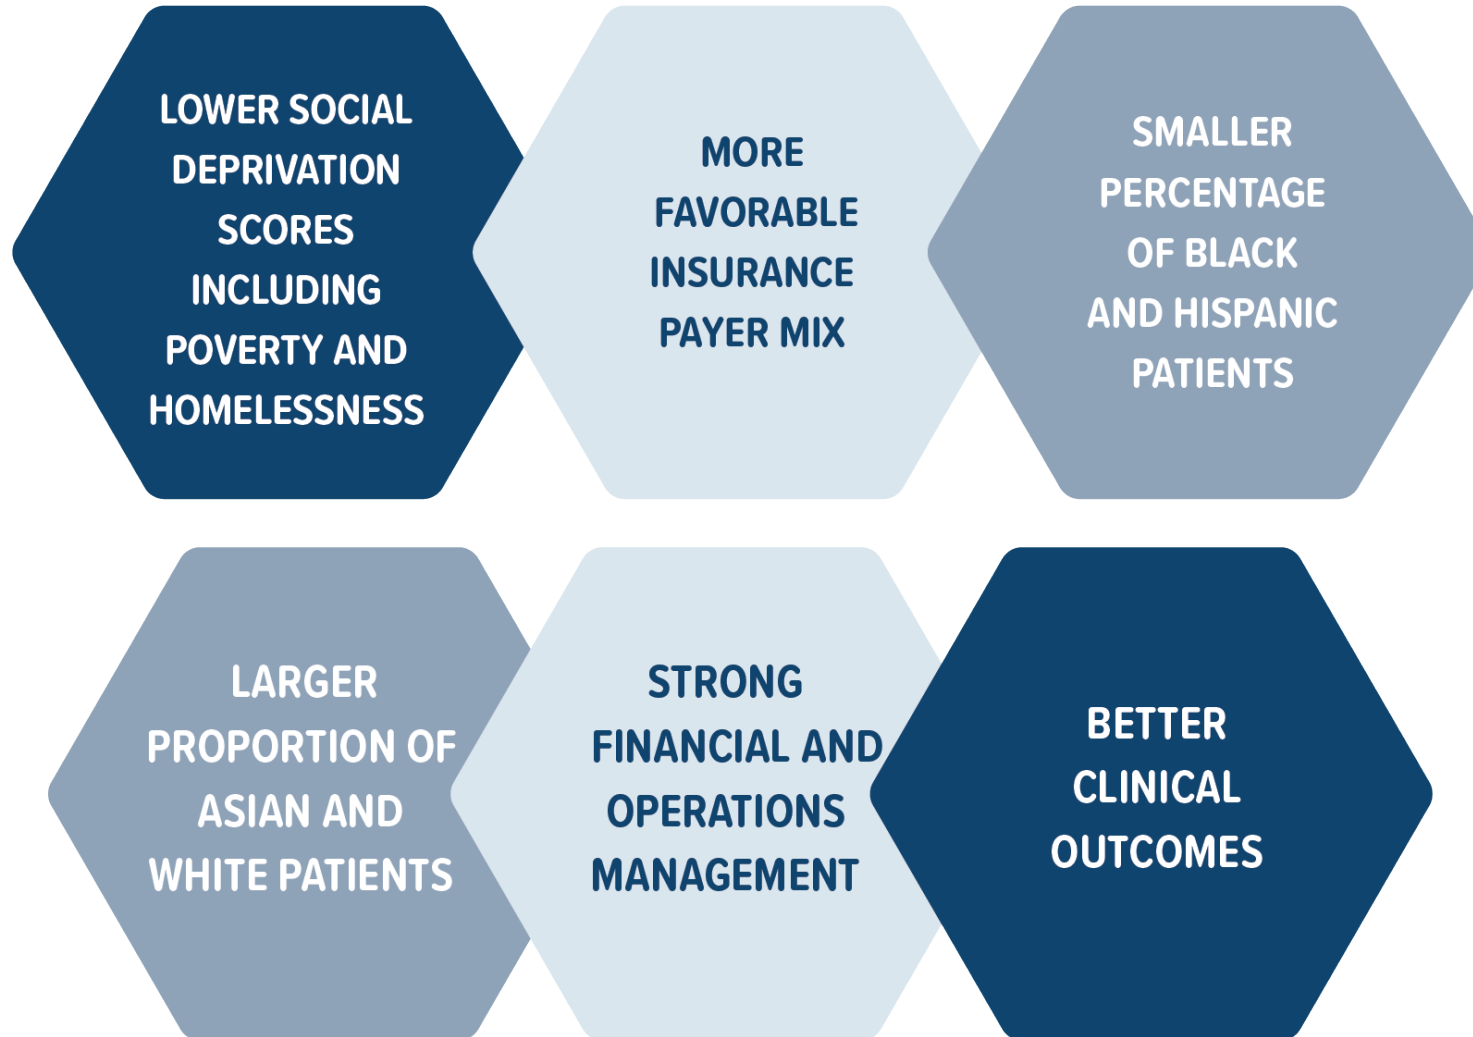 LOWER SOCIAL
DEPRIVATION
SCORES
INCLUDING
POVERTY AND
HOMELESSNESS
MORE
FAVORABLE
INSURANCE
PAYER MIX
SMALLER
PERCENTAGE
OF BLACK
AND HISPANIC
PATIENTS
LARGER
PROPORTION OF
ASIAN AND
WHITE PATIENTS
STRONG
FINANCIAL AND
OPERATIONS
MANAGEMENT
BETTER
CLINICAL
OUTCOMES